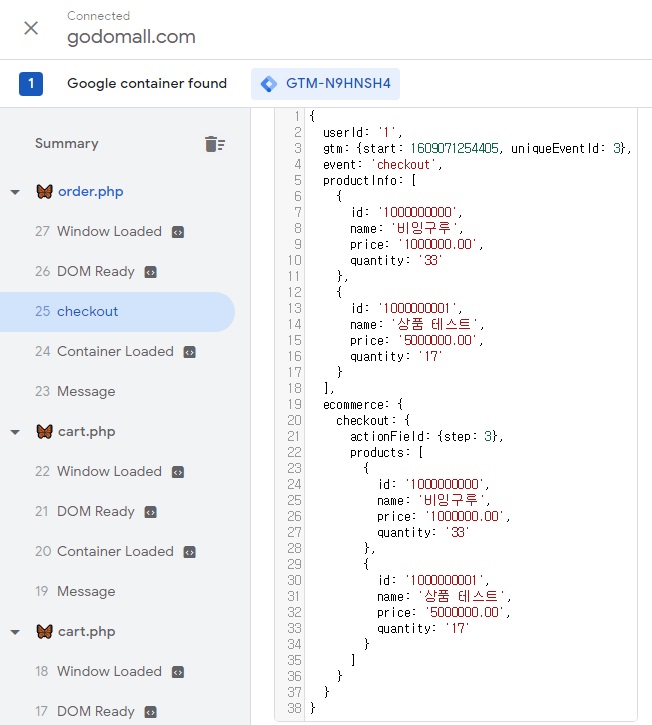 Connected
godomall.com
1 Google container found GTM-N9HNSH4
Summary
order.php
27 Window Loaded
26 DOM Ready
25 checkout
24 Container Loaded
23 Message
cart.php
22 Window Loaded
21 DOM Ready
20 Container Loaded
19 Message
cart.php
18 Window Loaded
17 DOM Ready
1 {
2 userId: '1',
3 gtm: {start: 1609071254405, uniqueEventId: 3},
4 event: 'checkout',
5 productInfo: [
6 {
7 id: '1000000000',
8 name: '비잉구루',
9 price: '1000000.00',
10 quantity: '33'
11 },
12 {
13 id: '1000000001',
14 name: '상품 테스트',
15 price: '5000000.00',
16 quantity: '17'
17 }
18 ],
19 ecommerce: {
20 checkout: {
21 actionField: {step: 3},
22 products: [
23 {
24 id: '1000000000',
25 name: '비잉구루',
26 price: '1000000.00',
27 quantity: '33'
28 },
29 {
30 id: '1000000001',
31 name: '상품 테스트',
32 price: '5000000.00',
33 quantity: '17'
34 }
35 ]
36 }
37 }
38 }